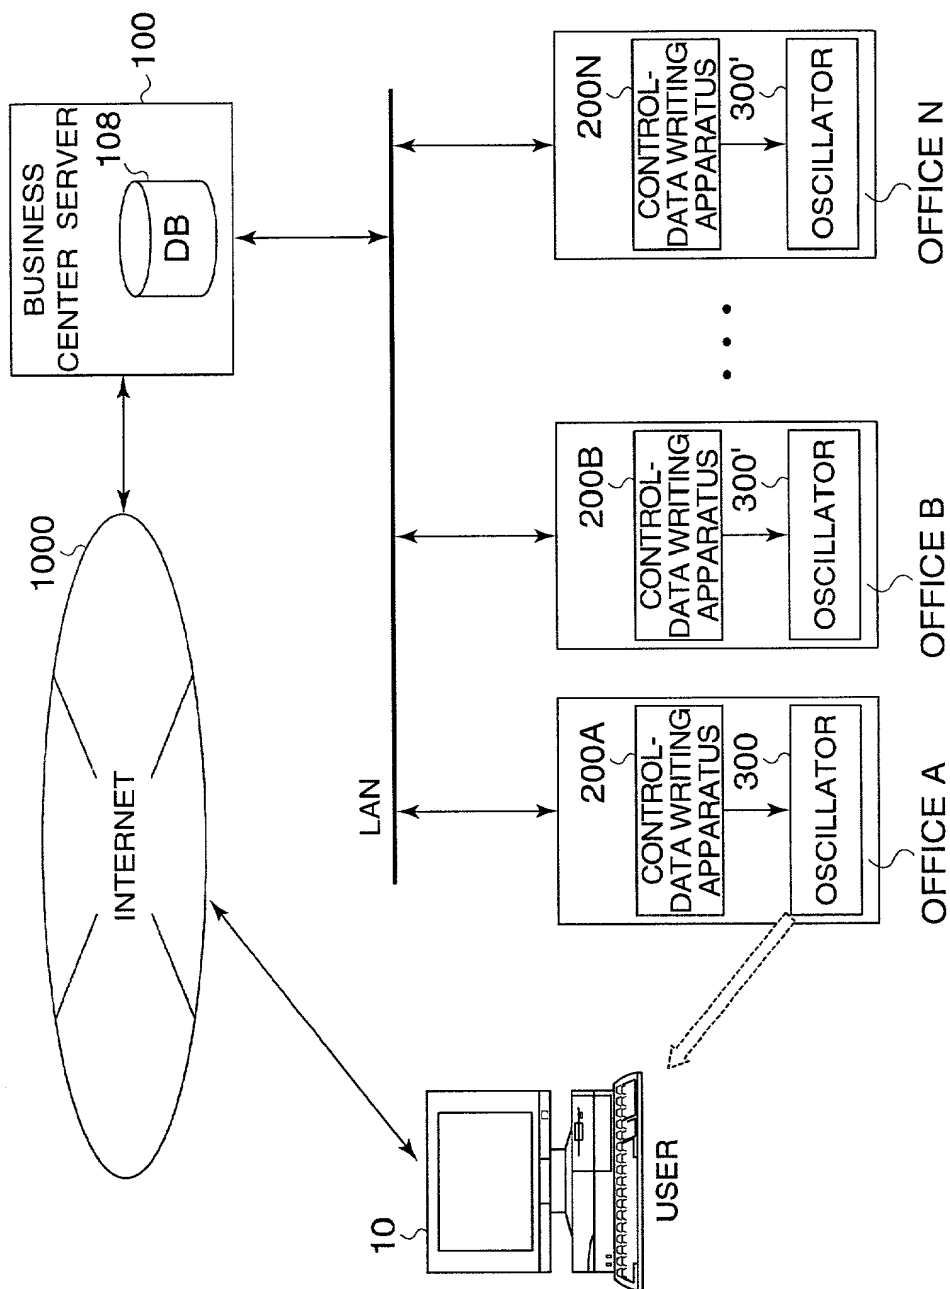 1000
INTERNET
BUSINESS
CENTER SERVER
100
108
DB
10
USER
LAN
200A
CONTROL-
DATA WRITING
APPARATUS
300
OSCILLATOR
OFFICE A
200B
CONTROL-
DATA WRITING
APPARATUS
300'
OSCILLATOR
OFFICE B
200N
CONTROL-
DATA WRITING
APPARATUS
300'
OSCILLATOR
OFFICE N